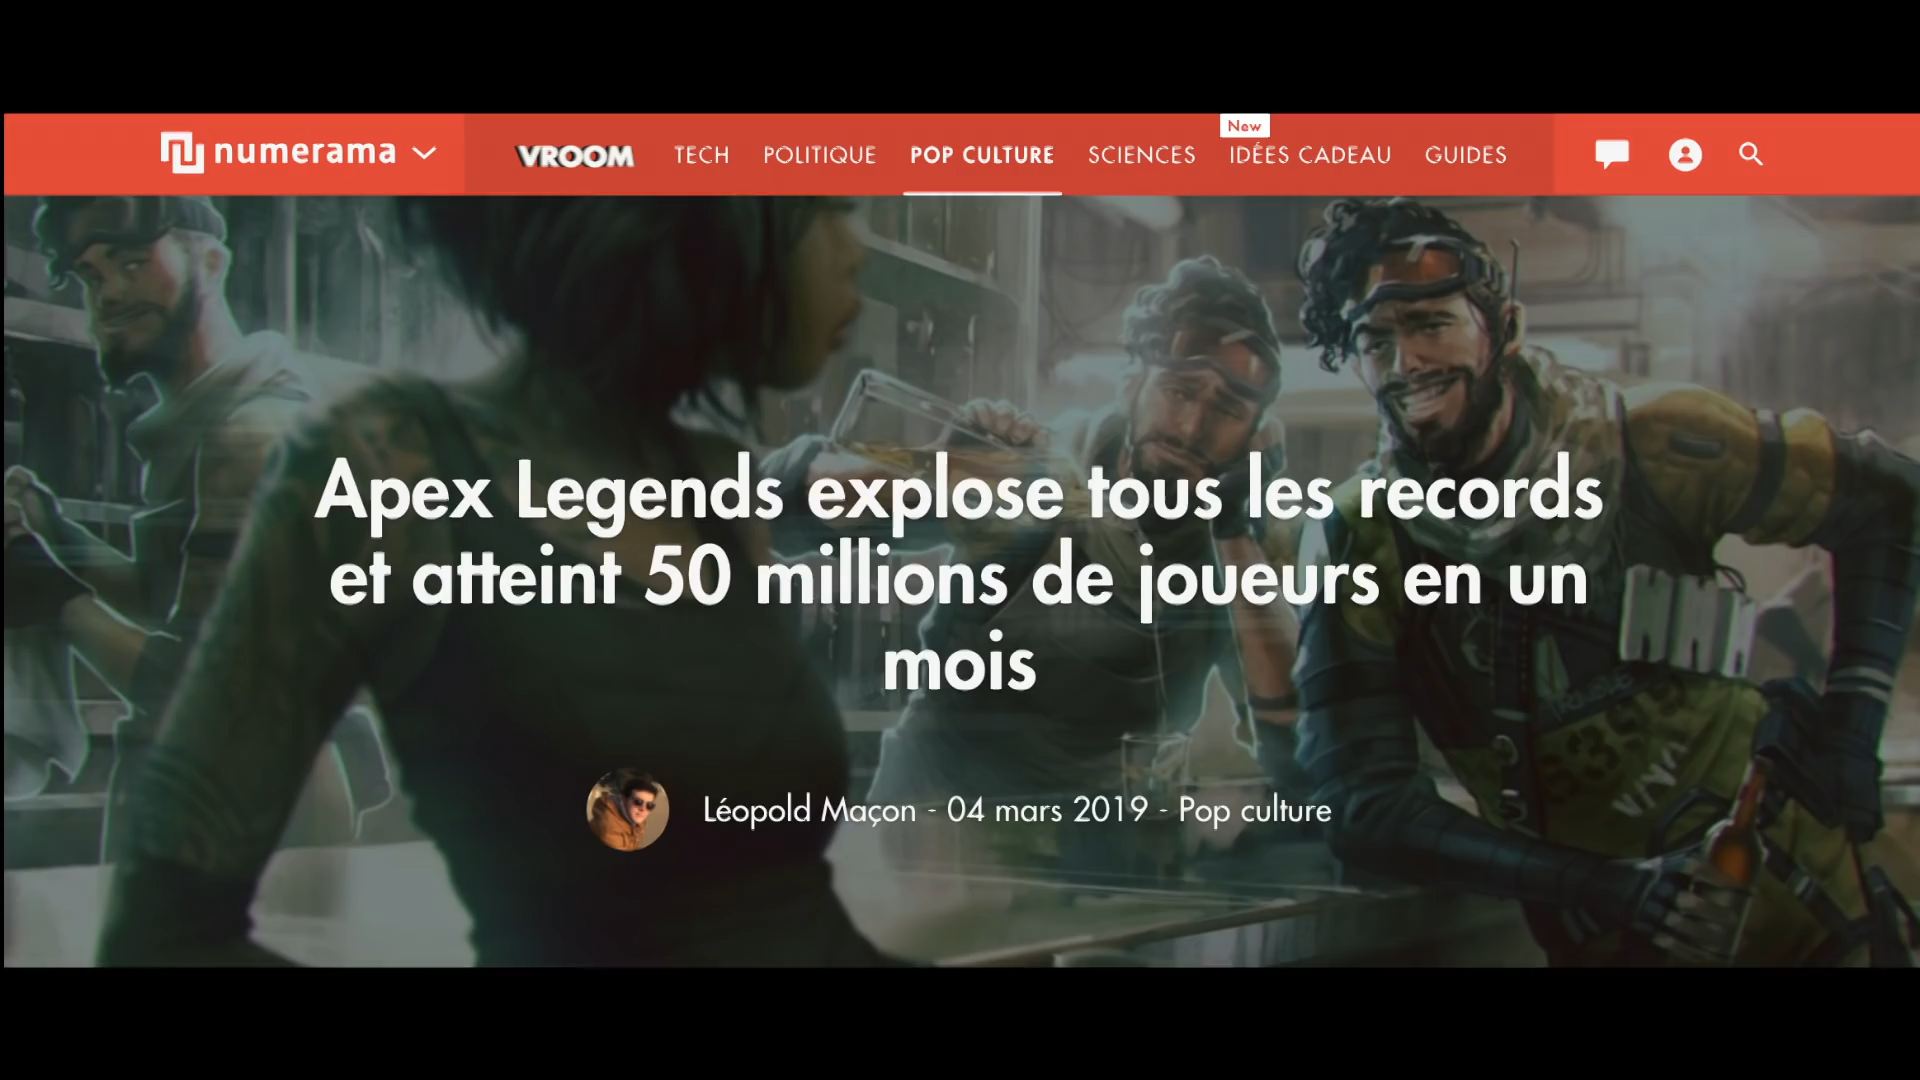 numerama
VROOM
TECH
POLITIQUE
POP CULTURE
SCIENCES
New
IDÉES CADEAU
GUIDES
Apex Legends explose tous les records
et atteint 50 millions de joueurs en un
mois
Léopold Maçon - 04 mars 2019 - Pop culture